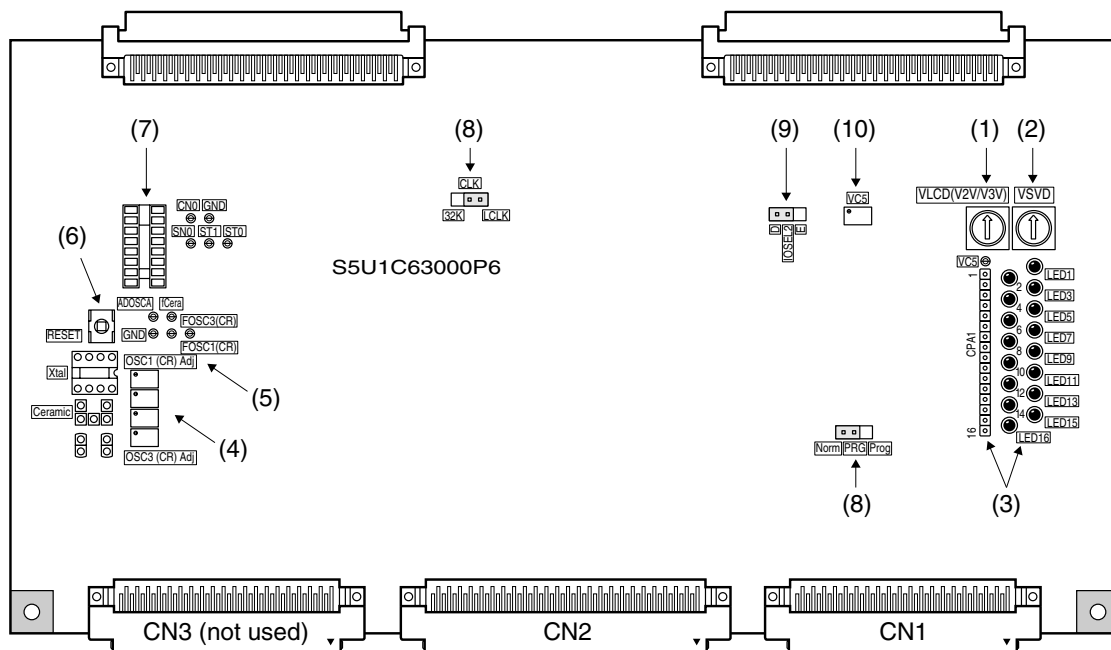 (7)
(8)
(9)
(10)
(1)
(2)
CLK
32K
LCLK
VC5
VLCD(V2V/V3V)
VSVD
CN0
GND
SN0
ST1
ST0
D
IOSEL2
E
S5U1C63000P6
(6)
VC5
1
LED1
2
LED3
4
LED5
6
LED7
8
LED9
10
LED11
12
LED13
14
LED15
16
LED16
CPA1
ADOSCA
fCera
FOSC3(CR)
RESET
GND
FOSC1(CR)
OSC1 (CR) Adj
Xtal
(5)
Ceramic
(4)
OSC3 (CR) Adj
Norm
PRG
Prog
(8)
(3)
CN3 (not used)
CN2
CN1